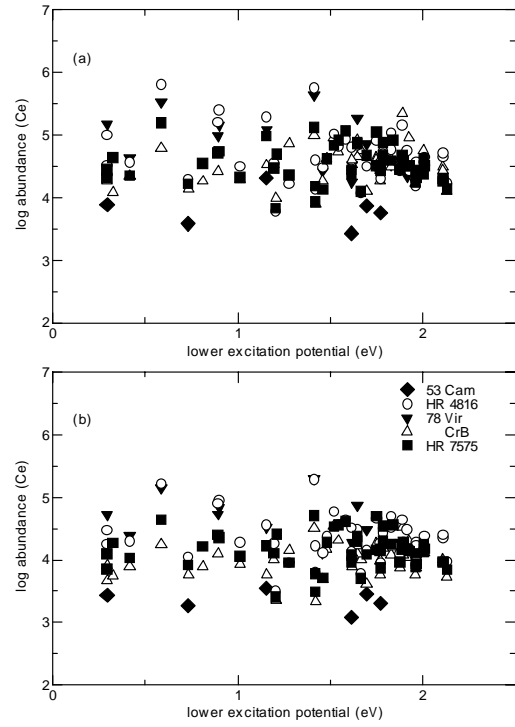 7
(a)
6
5
4
3
2
0
1
2
log abundance (Ce)
lower excitation potential (eV)
7
(b)
53 Cam
HR 4816
78 Vir
CrB
HR 7575
6
5
4
3
2
0
1
2
log abundance (Ce)
lower excitation potential (eV)